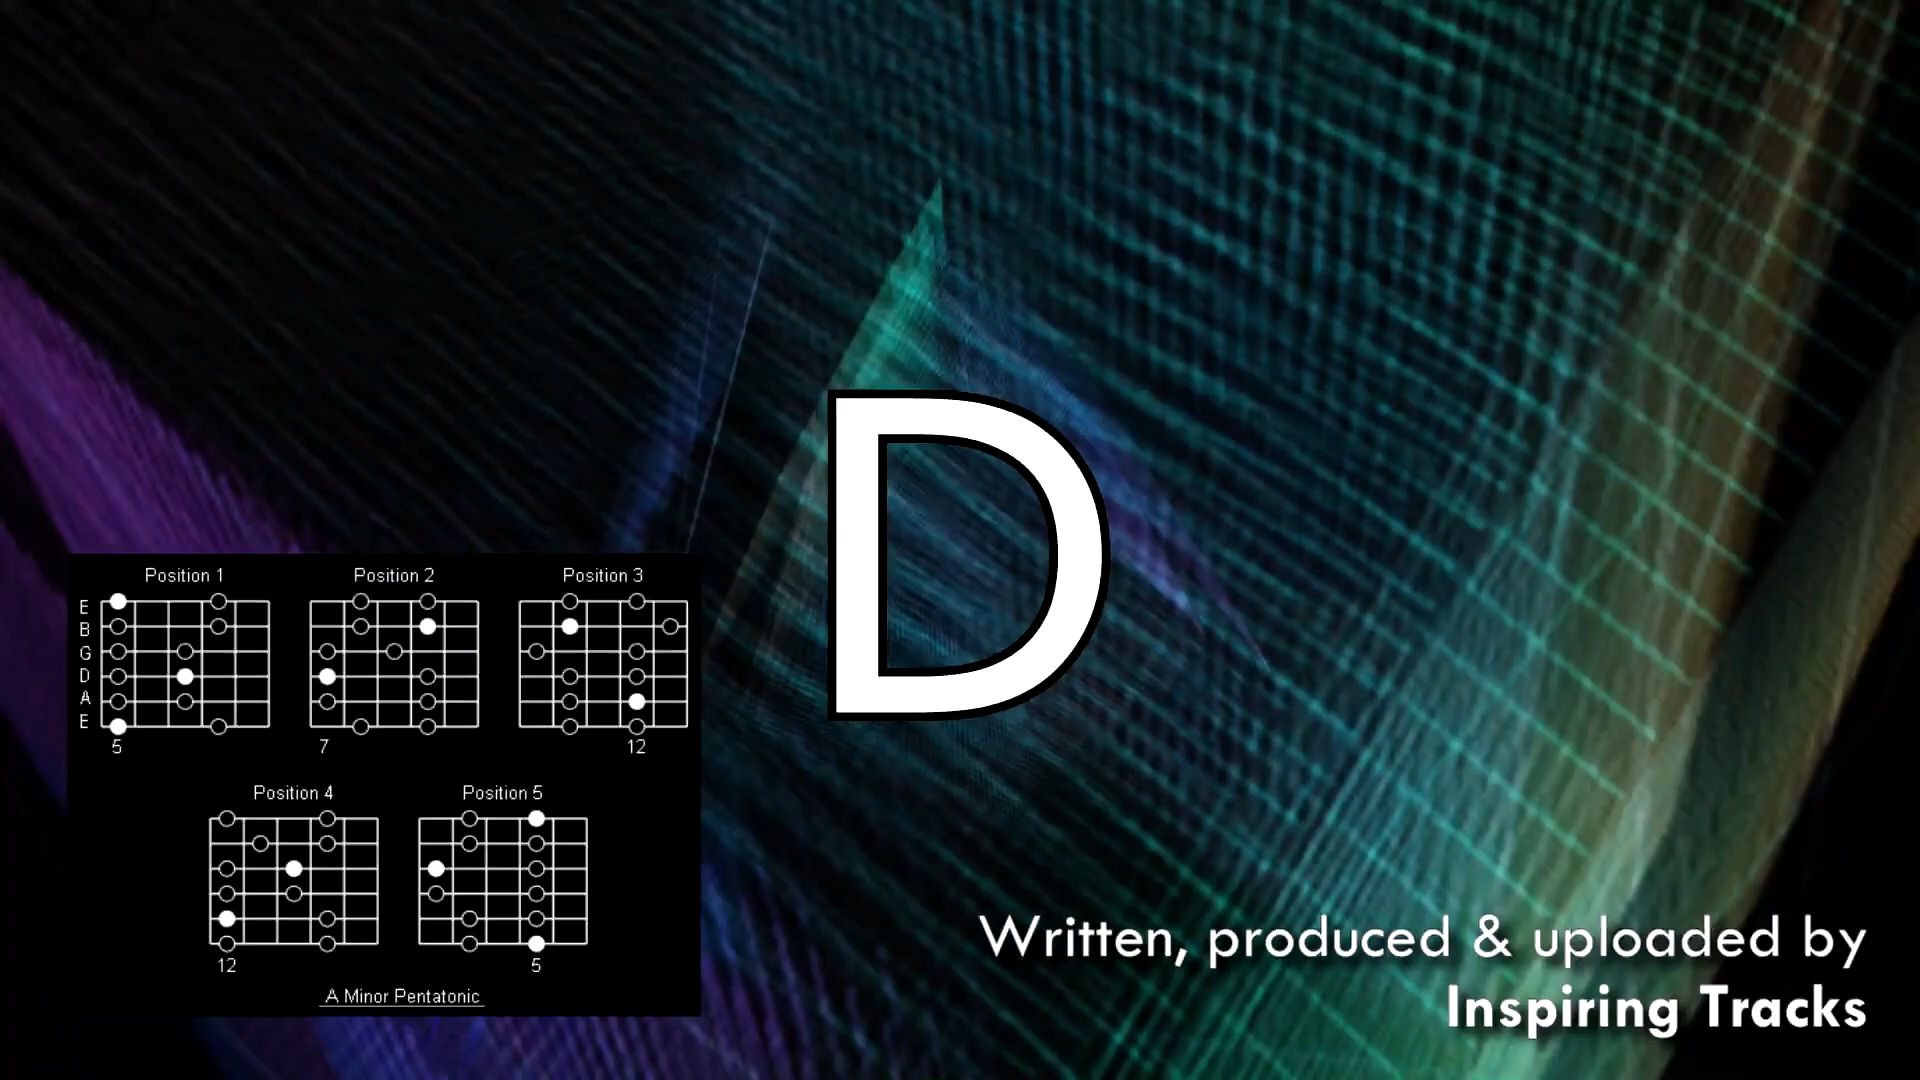 D
Position 1
Position 2
Position 3
E
B
G
D
A
E
5
7
12
Position 4
Position 5
12
5
A Minor Pentatonic
Written, produced & uploaded by
Inspiring Tracks